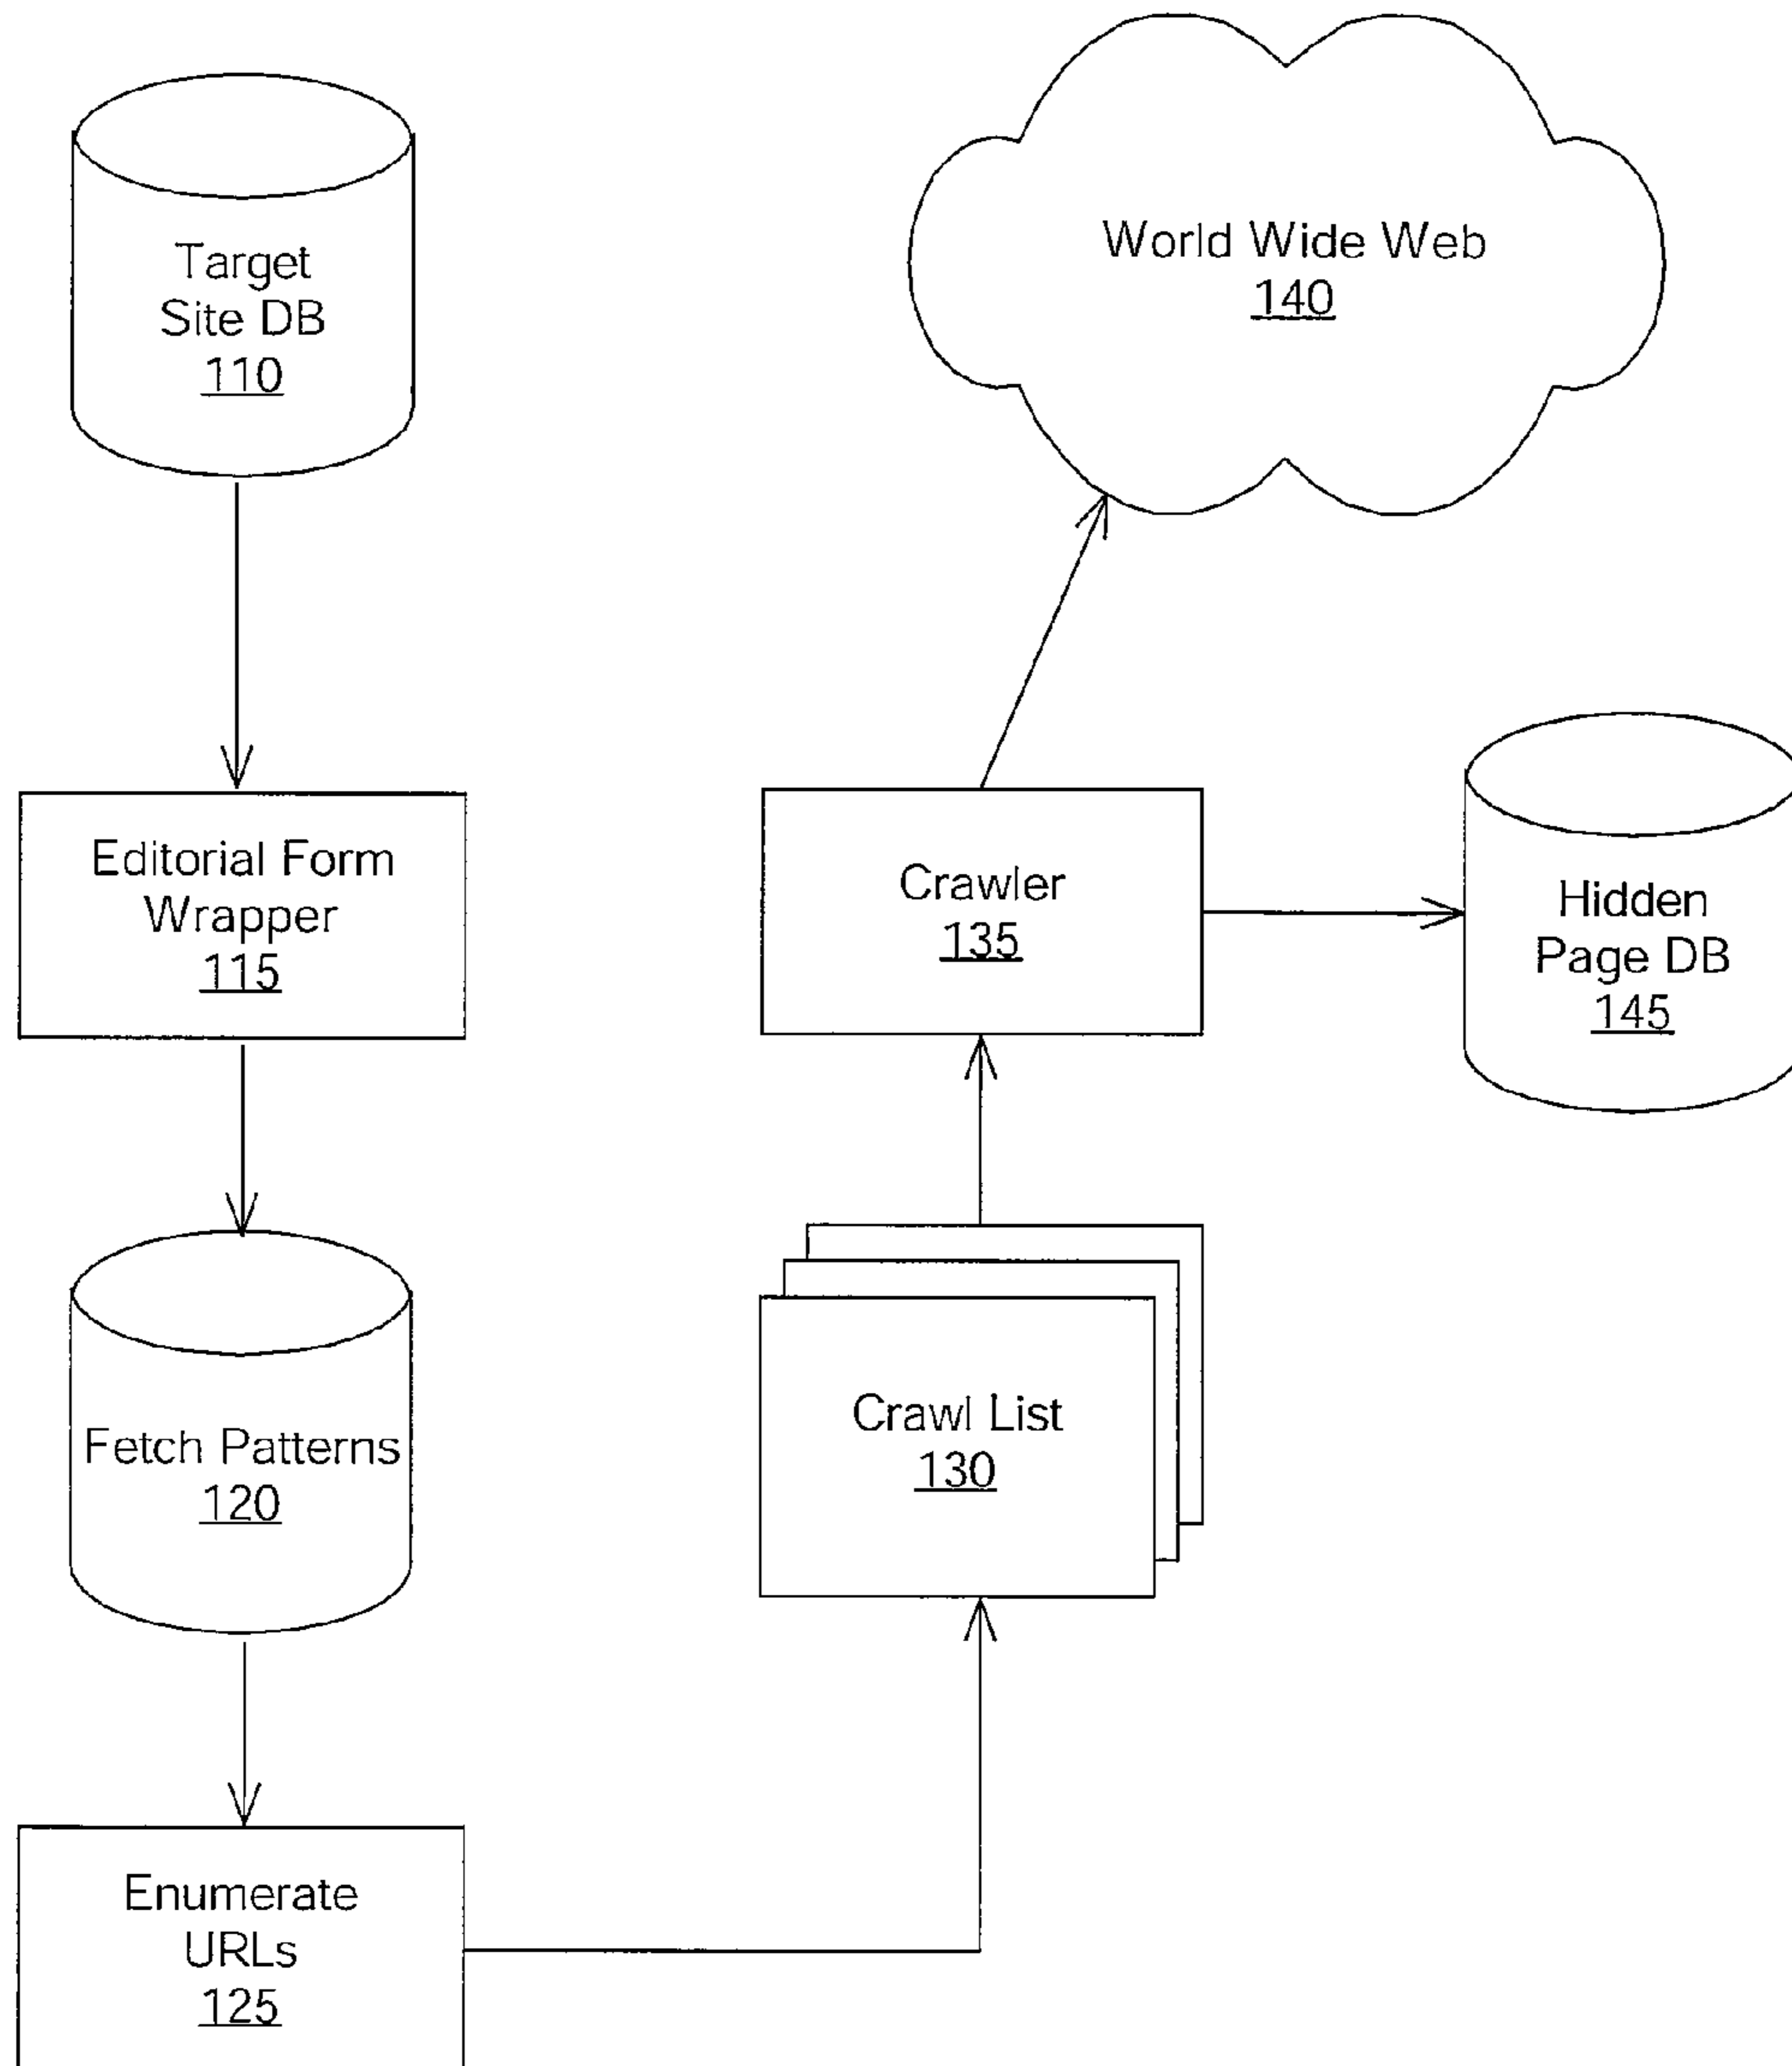 Target
Site DB
110
World Wide Web
140
Editorial Form
Wrapper
115
Crawler
135
Hidden
Page DB
145
Fetch Patterns
120
Crawl List
130
Enumerate
URLs
125